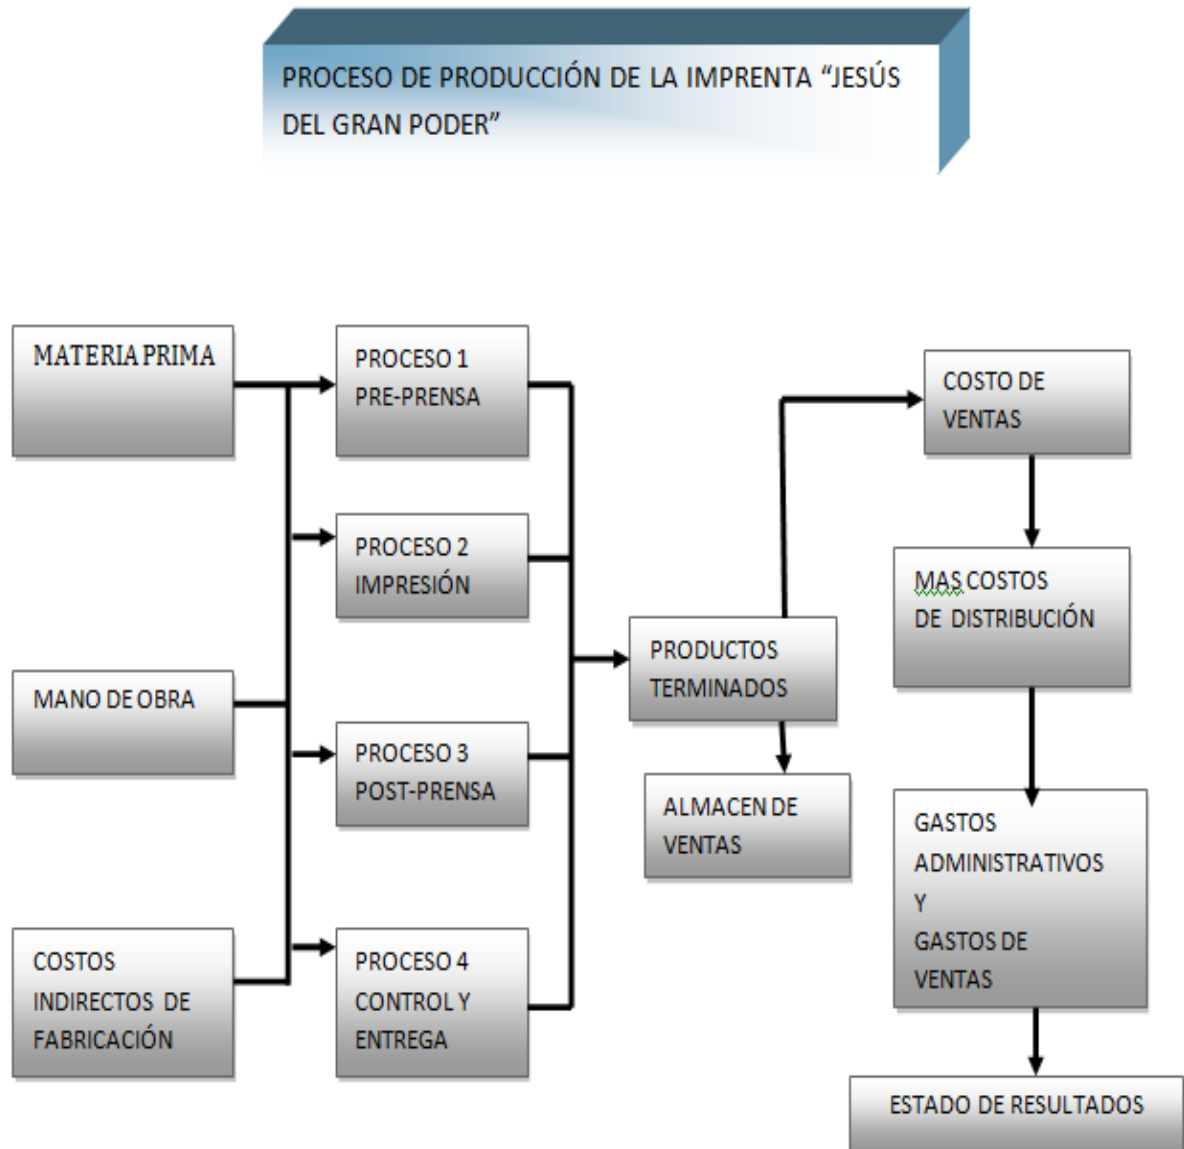 PROCESO DE PRODUCCIÓN DE LA IMPRENTA “JESÚS
DEL GRAN PODER”
MATERIA PRIMA
MANO DE OBRA
COSTOS
INDIRECTOS DE
FABRICACIÓN
PROCESO 1
PRE-PRENSA
PROCESO 2
IMPRESIÓN
PROCESO 3
POST-PRENSA
PROCESO 4
CONTROL Y
ENTREGA
PRODUCTOS
TERMINADOS
ALMACEN DE
VENTAS
COSTO DE
VENTAS
MAS COSTOS
DE DISTRIBUCIÓN
GASTOS
ADMINISTRATIVOS
Y
GASTOS DE
VENTAS
ESTADO DE RESULTADOS